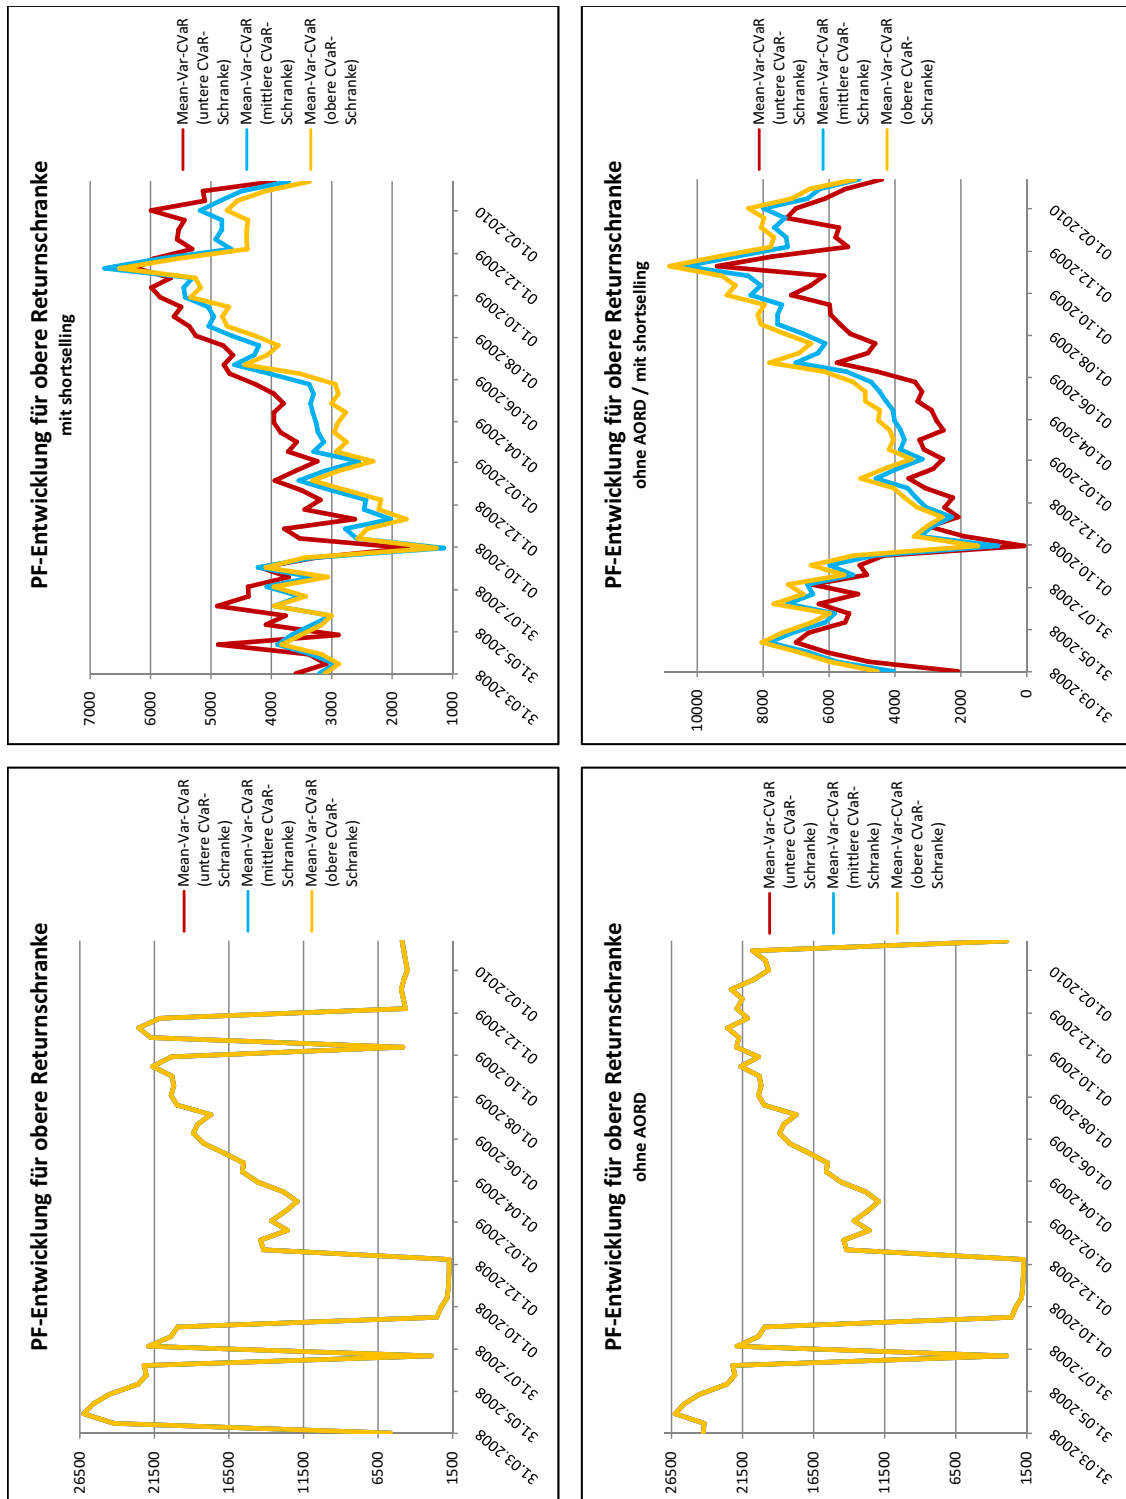 PF-Entwicklung für obere Returnschranke
26500
21500
16500
11500
6500
1500
31.03.2008
31.05.2008
31.07.2008
01.10.2008
01.12.2008
01.02.2009
01.04.2009
01.06.2009
01.08.2009
01.10.2009
01.12.2009
01.02.2010
Mean-Var-CVaR
(untere CVaR-
Schranke)
Mean-Var-CVaR
(mittlere CVaR-
Schranke)
Mean-Var-CVaR
(obere CVaR-
Schranke)
PF-Entwicklung für obere Returnschranke
mit shortselling
7000
6000
5000
4000
3000
2000
1000
31.03.2008
31.05.2008
31.07.2008
01.10.2008
01.12.2008
01.02.2009
01.04.2009
01.06.2009
01.08.2009
01.10.2009
01.12.2009
01.02.2010
Mean-Var-CVaR
(untere CVaR-
Schranke)
Mean-Var-CVaR
(mittlere CVaR-
Schranke)
Mean-Var-CVaR
(obere CVaR-
Schranke)
PF-Entwicklung für obere Returnschranke
ohne AORD
26500
21500
16500
11500
6500
1500
31.03.2008
31.05.2008
31.07.2008
01.10.2008
01.12.2008
01.02.2009
01.04.2009
01.06.2009
01.08.2009
01.10.2009
01.12.2009
01.02.2010
Mean-Var-CVaR
(untere CVaR-
Schranke)
Mean-Var-CVaR
(mittlere CVaR-
Schranke)
Mean-Var-CVaR
(obere CVaR-
Schranke)
PF-Entwicklung für obere Returnschranke
ohne AORD / mit shortselling
10000
8000
6000
4000
2000
0
31.03.2008
31.05.2008
31.07.2008
01.10.2008
01.12.2008
01.02.2009
01.04.2009
01.06.2009
01.08.2009
01.10.2009
01.12.2009
01.02.2010
Mean-Var-CVaR
(untere CVaR-
Schranke)
Mean-Var-CVaR
(mittlere CVaR-
Schranke)
Mean-Var-CVaR
(obere CVaR-
Schranke)